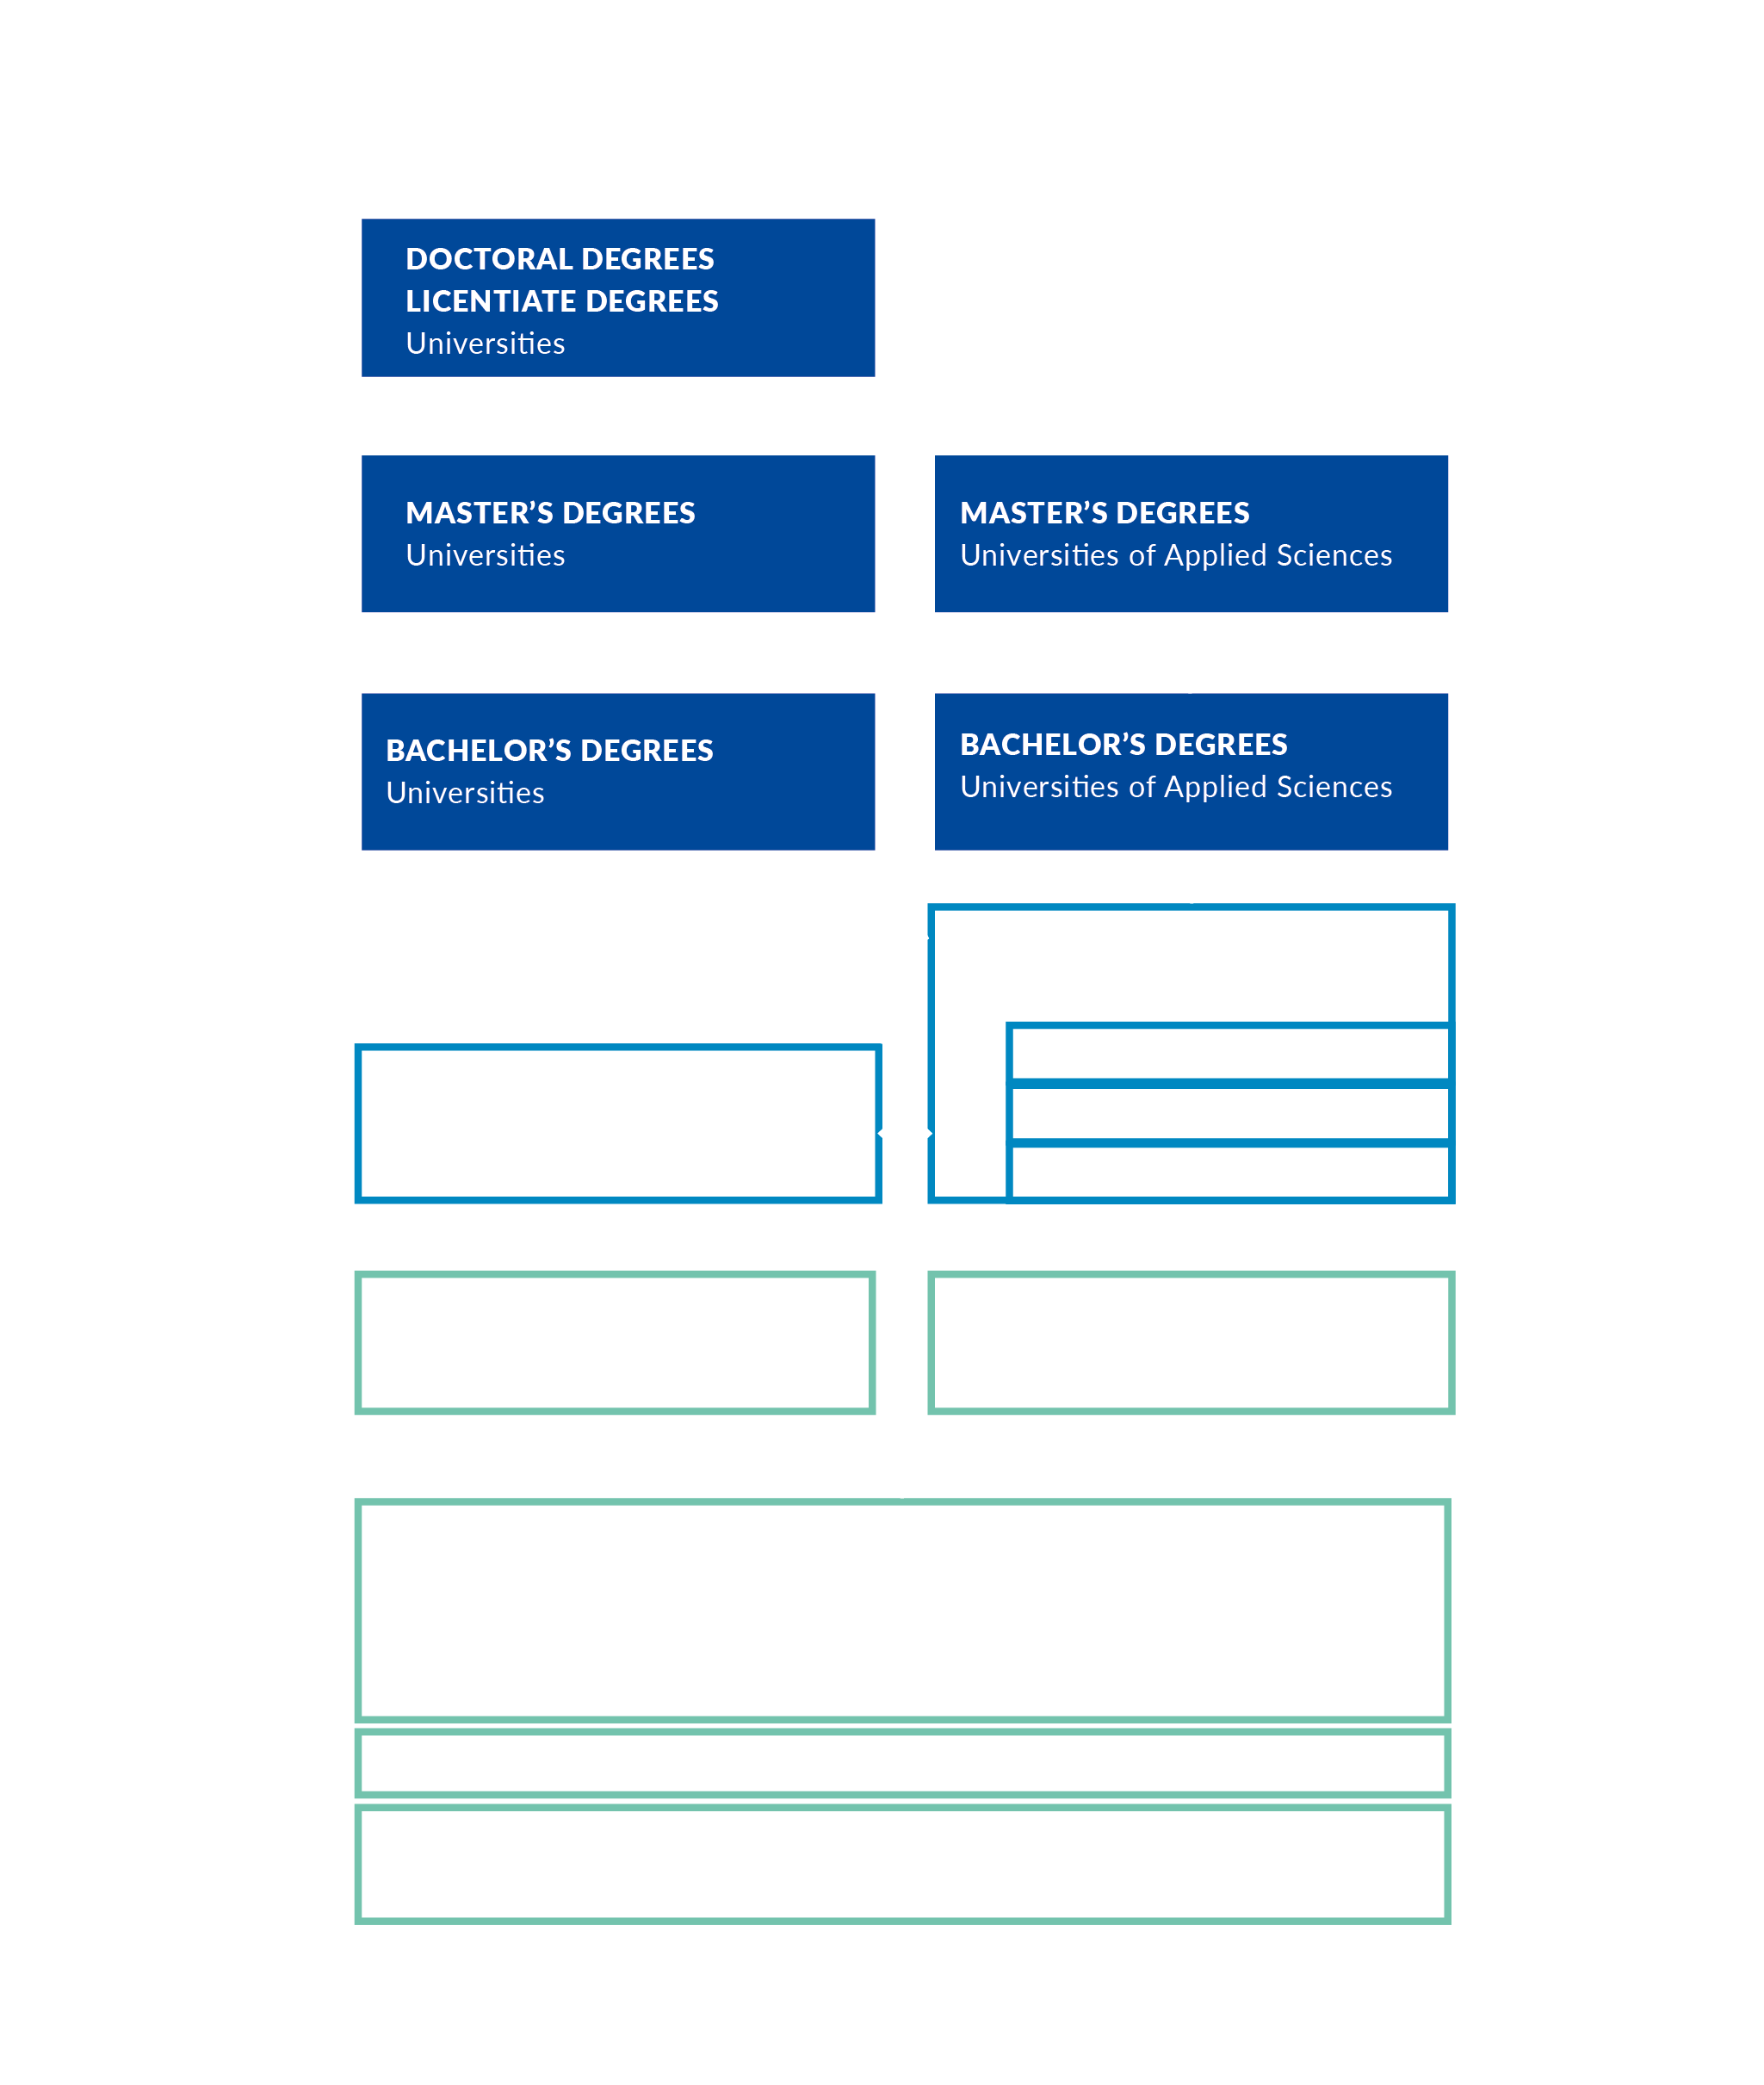 DOCTORAL DEGREES
LICENTIATE DEGREES
Universities
MASTER’S DEGREES
Universities
MASTER’S DEGREES
Universities of Applied Sciences
BACHELOR’S DEGREES
Universities
BACHELOR’S DEGREES
Universities of Applied Sciences